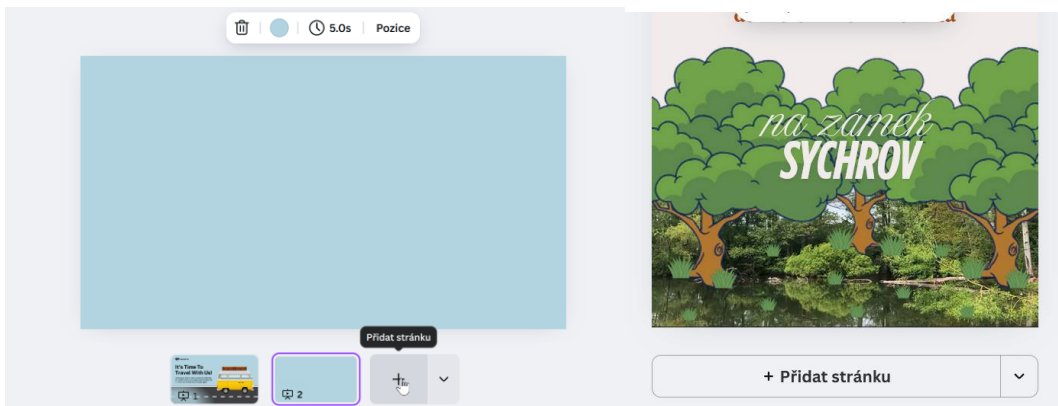 5.0s
Pozice
Přidat stránku
It's Time To
Travel With Us!
1
2
na zámek
SYCHROV
+ Přidat stránku